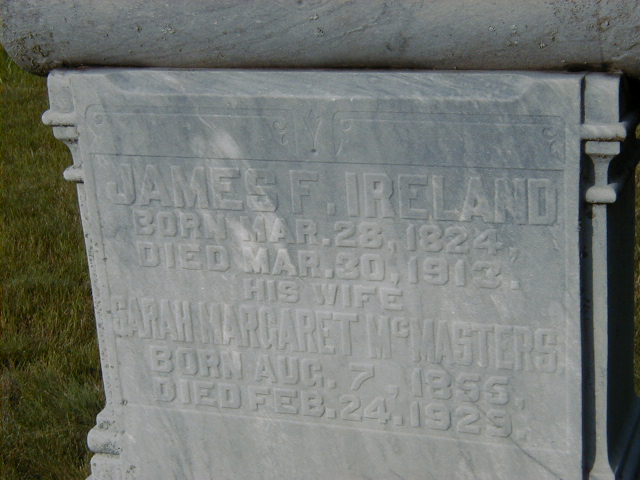 JAMES F. IRELAND
BORN MAR. 28, 1824,
DIED MAR. 30, 1913.
HIS WIFE
SARAH MARGARET McMASTERS.
BORN AUG. 7, 1855,
DIED FEB. 24, 1929.